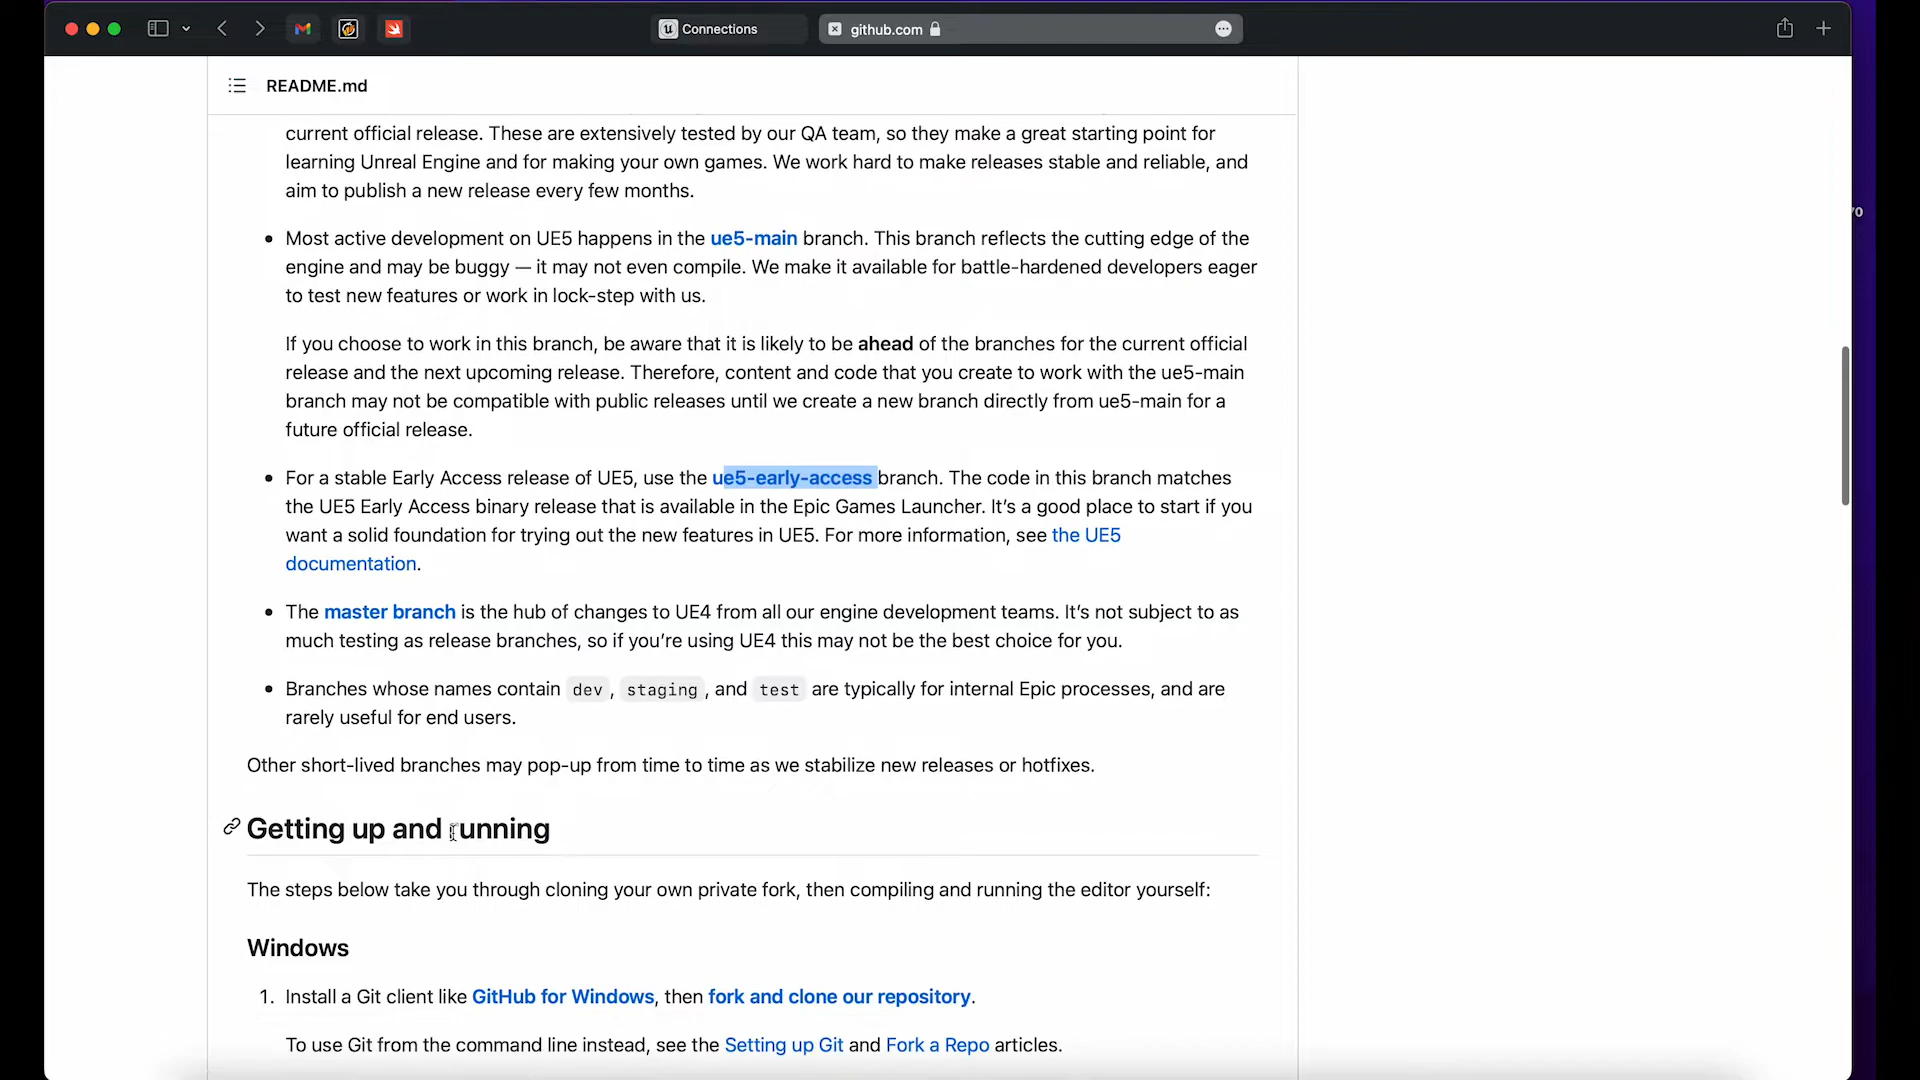 Connections
github.com
README.md
current official release. These are extensively tested by our QA team, so they make a great starting point for
learning Unreal Engine and for making your own games. We work hard to make releases stable and reliable, and
aim to publish a new release every few months.
Most active development on UE5 happens in the ue5-main branch. This branch reflects the cutting edge of the
engine and may be buggy — it may not even compile. We make it available for battle-hardened developers eager
to test new features or work in lock-step with us.
If you choose to work in this branch, be aware that it is likely to be ahead of the branches for the current official
release and the next upcoming release. Therefore, content and code that you create to work with the ue5-main
branch may not be compatible with public releases until we create a new branch directly from ue5-main for a
future official release.
For a stable Early Access release of UE5, use the ue5-early-access branch. The code in this branch matches
the UE5 Early Access binary release that is available in the Epic Games Launcher. It’s a good place to start if you
want a solid foundation for trying out the new features in UE5. For more information, see the UE5
documentation.
The master branch is the hub of changes to UE4 from all our engine development teams. It’s not subject to as
much testing as release branches, so if you’re using UE4 this may not be the best choice for you.
Branches whose names contain dev, staging, and test are typically for internal Epic processes, and are
rarely useful for end users.
Other short-lived branches may pop-up from time to time as we stabilize new releases or hotfixes.
Getting up and running
The steps below take you through cloning your own private fork, then compiling and running the editor yourself:
Windows
1. Install a Git client like GitHub for Windows, then fork and clone our repository.
To use Git from the command line instead, see the Setting up Git and Fork a Repo articles.